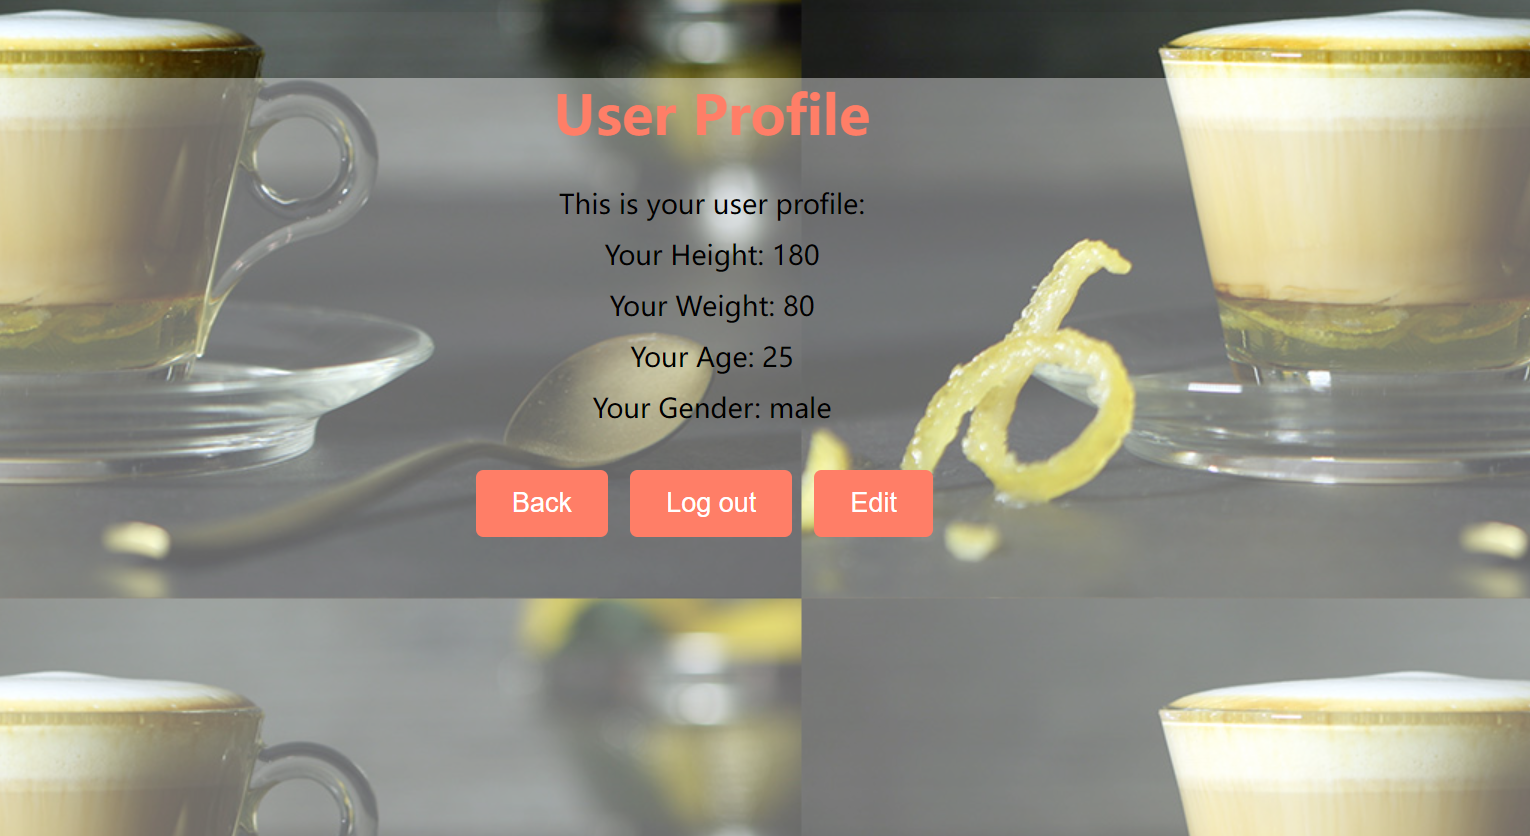 User Profile
This is your user profile:
Your Height: 180
Your Weight: 80
Your Age: 25
Your Gender: male
Back
Log out
Edit